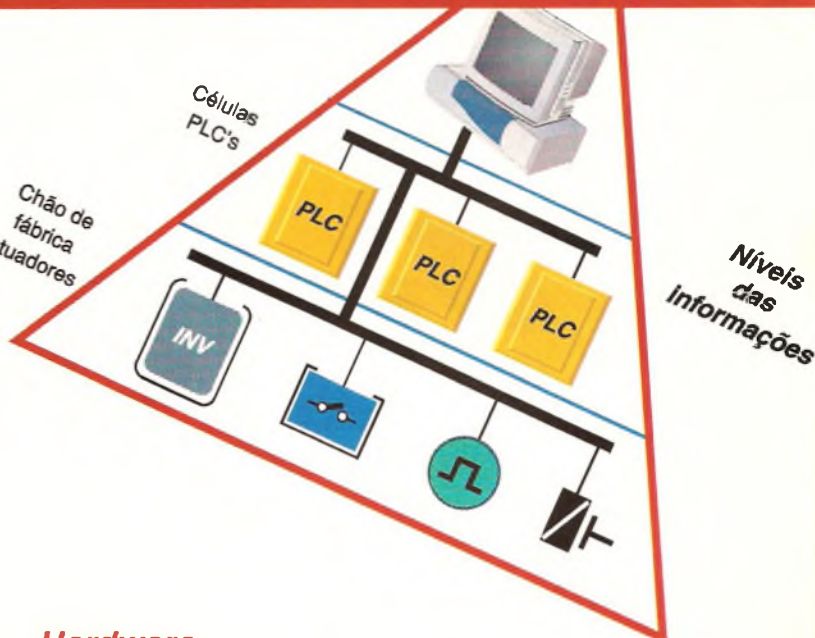 Células
PLC's
Chão de
fábrica
tuadores
PLC
PLC
PLC
INV
Níveis
das
informações
Hardware